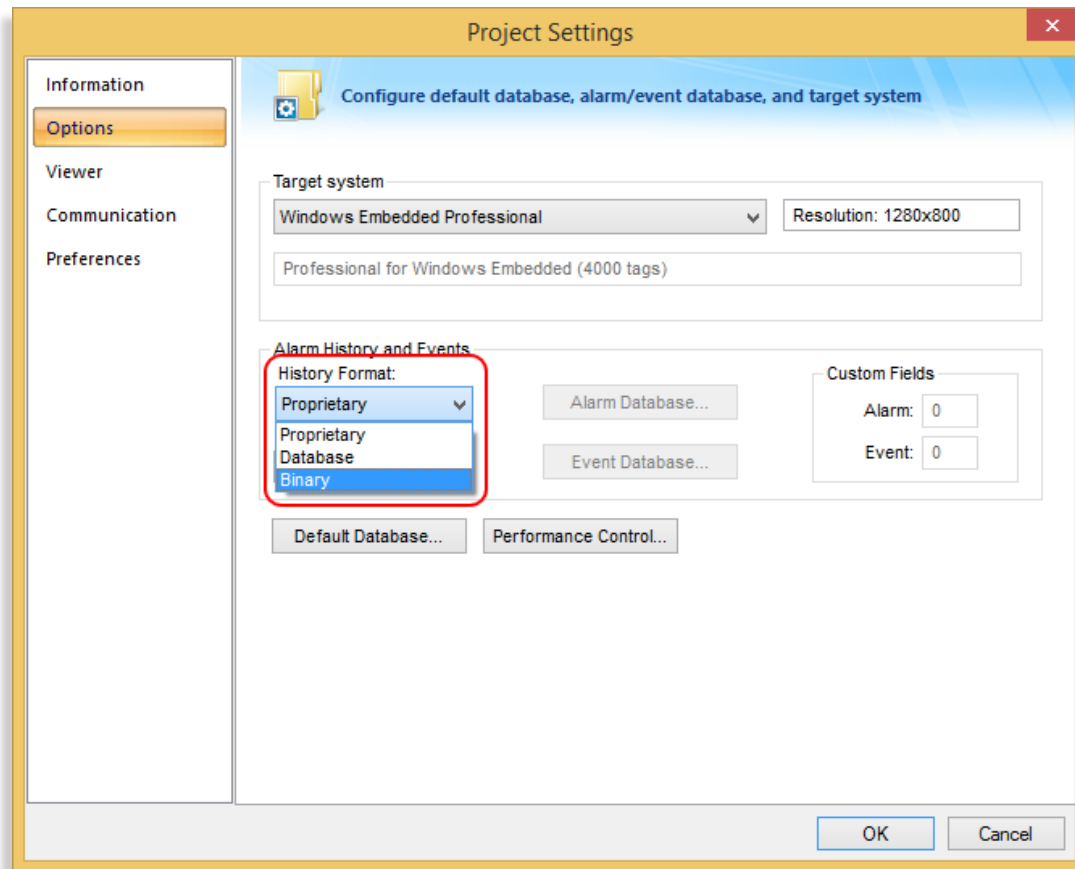 Project Settings
Information
Options
Viewer
Communication
Preferences
Configure default database, alarm/event database, and target system
Target system
Windows Embedded Professional
Resolution: 1280x800
Professional for Windows Embedded (4000 tags)
Alarm History and Events
History Format:
Proprietary
Proprietary
Database
Binary
Alarm Database...
Event Database...
Custom Fields
Alarm: 0
Event: 0
Default Database...
Performance Control...
OK
Cancel